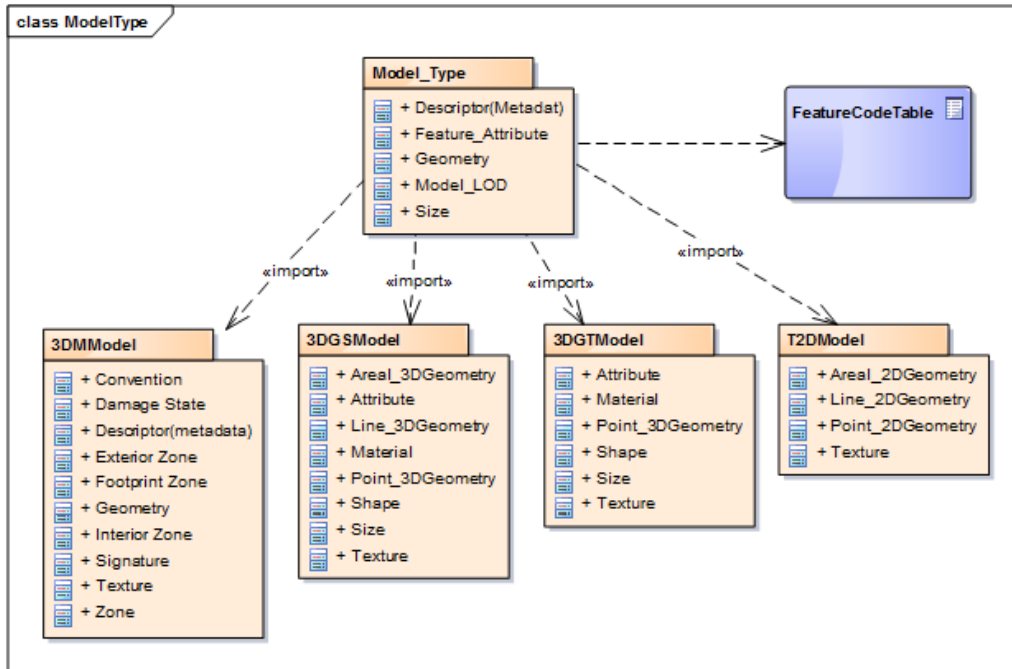 class ModelType
Model_Type
+ Descriptor(Metadat)
+ Feature_Attribute
+ Geometry
+ Model_LOD
+ Size
FeatureCodeTable
«import»
«import»
«import»
«import»
3DMModel
+ Convention
+ Damage State
+ Descriptor(metadata)
+ Exterior Zone
+ Footprint Zone
+ Geometry
+ Interior Zone
+ Signature
+ Texture
+ Zone
3DGSModel
+ Areal_3DGeometry
+ Attribute
+ Line_3DGeometry
+ Material
+ Point_3DGeometry
+ Shape
+ Size
+ Texture
3DGTModel
+ Attribute
+ Material
+ Point_3DGeometry
+ Shape
+ Size
+ Texture
T2DModel
+ Areal_2DGeometry
+ Line_2DGeometry
+ Point_2DGeometry
+ Texture